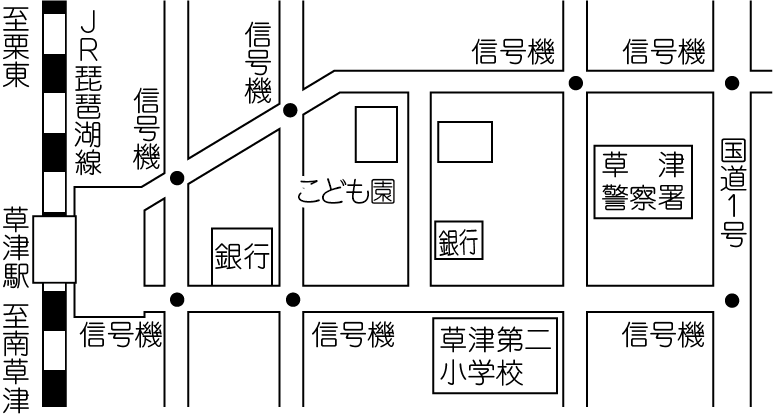 至栗東
JR琵琶湖線
信号機
信号機
信号機
信号機
草津
警察署
国道1号
こども園
草津駅
銀行
銀行
至南草津
信号機
信号機
信号機
草津第二
小学校